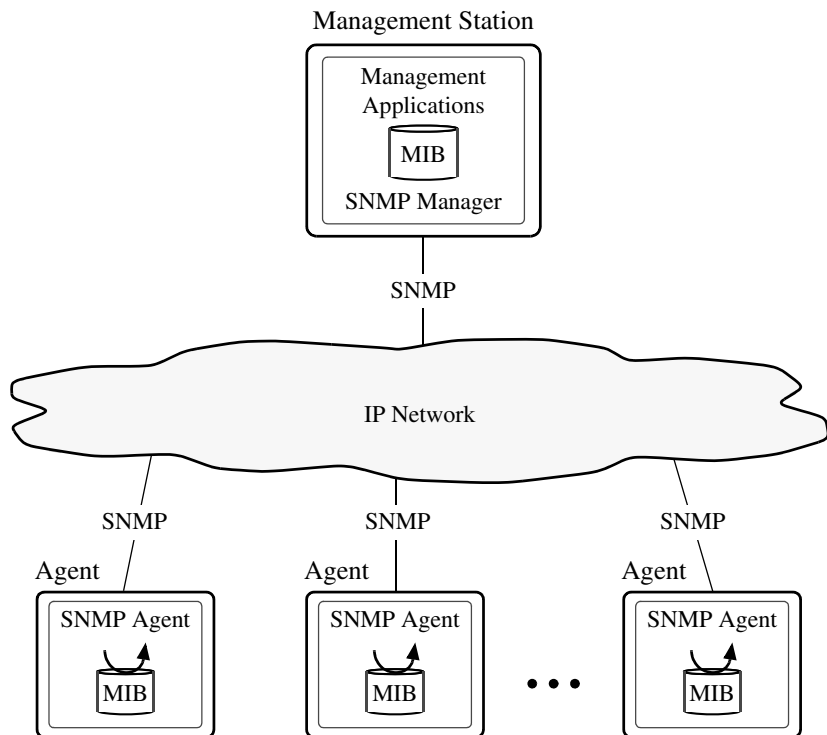 Management Station
Management
Applications
MIB
SNMP Manager
SNMP
IP Network
SNMP
SNMP
SNMP
Agent
Agent
Agent
SNMP Agent
SNMP Agent
SNMP Agent
MIB
MIB
MIB